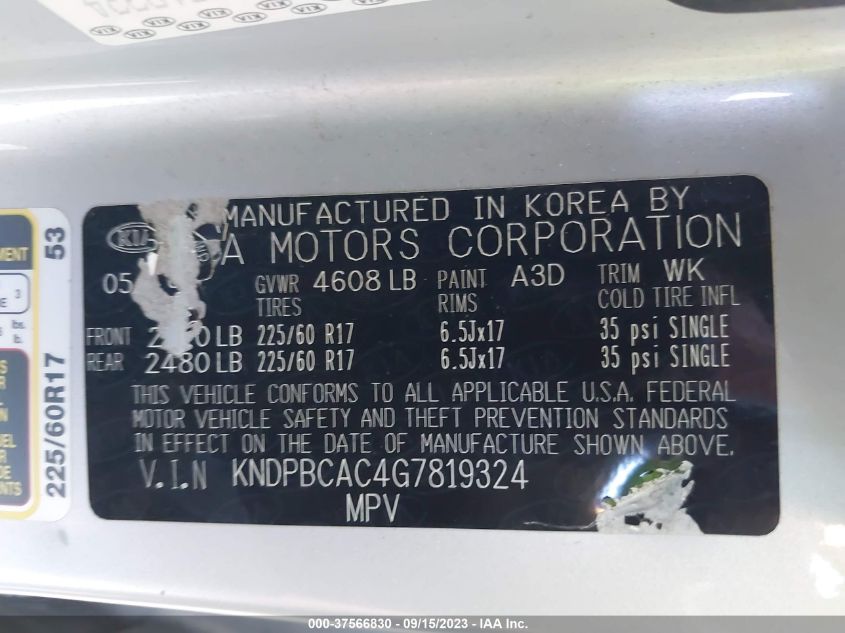 KIA
MANUFACTURED IN KOREA BY
A MOTORS CORPORATION
05
GVWR 4608 LB PAINT A3D TRIM WK
TIRES RIMS COLD TIRE INFL
FRONT LB 225/60 R17 6.5Jx17 35 psi SINGLE
REAR 2480 LB 225/60 R17 6.5Jx17 35 psi SINGLE
THIS VEHICLE CONFORMS TO ALL APPLICABLE U.S.A. FEDERAL
MOTOR VEHICLE SAFETY AND THEFT PREVENTION STANDARDS
IN EFFECT ON THE DATE OF MANUFACTURE SHOWN ABOVE.
V.I.N KNDPBCAC4G7819324
MPV
225/60R17 53
000-37566830 - 09/15/2023 - IAA Inc.